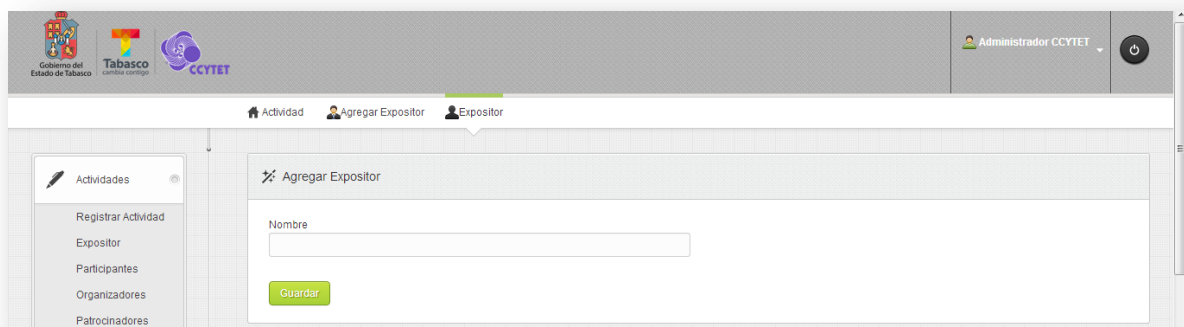 Gobierno del
Estado de Tabasco
Tabasco
cambia contigo
CCYTET
Administrador CCYTET
Actividad
Agregar Expositor
Expositor
Actividades
Registrar Actividad
Expositor
Participantes
Organizadores
Patrocinadores
Agregar Expositor
Nombre
Guardar